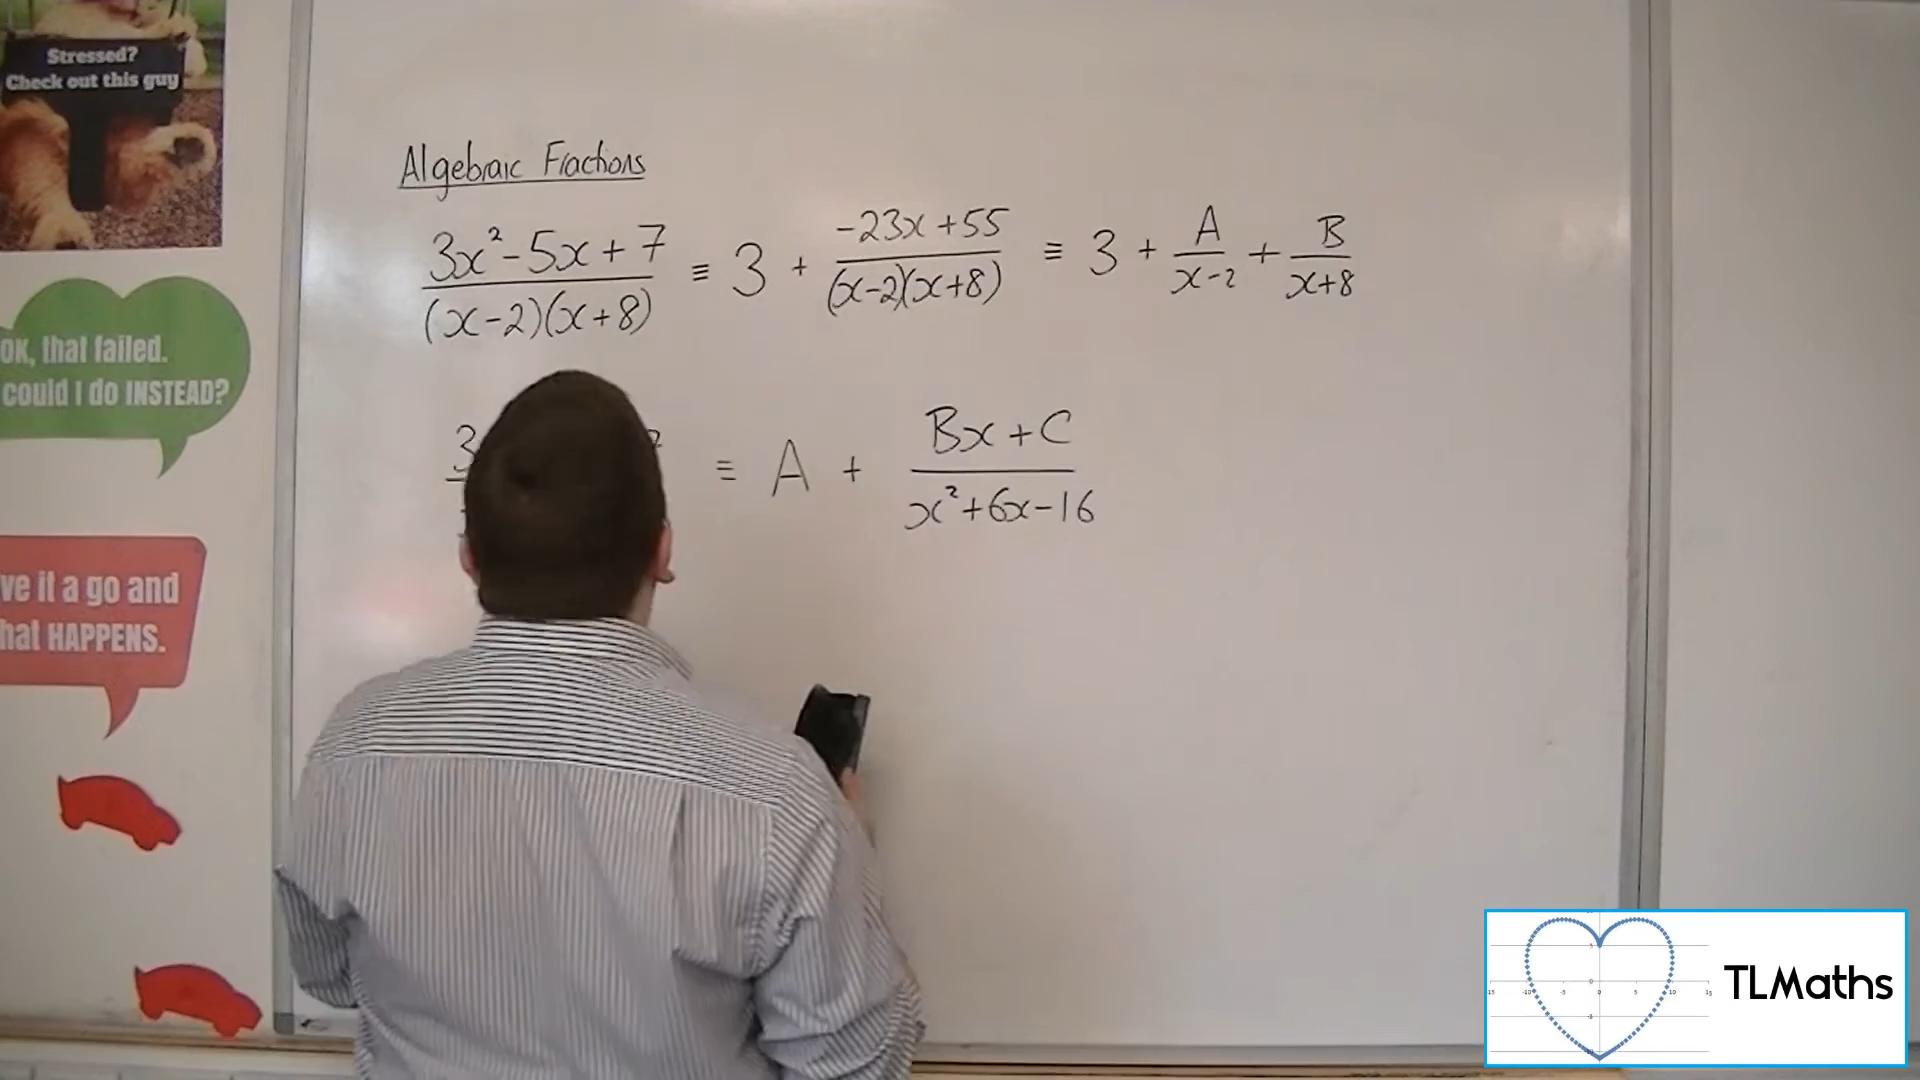 Stressed?
Check out this guy
OK, that failed.
could I do INSTEAD?
ve it a go and
hat HAPPENS.
Algebraic Fractions
3x²-5x+7 / (x-2)(x+8) ≡ 3 + -23x+55 / (x-2)(x+8) ≡ 3 + A / x-2 + B / x+8
3 ≡ A + Bx+C / x²+6x-16
TLMaths